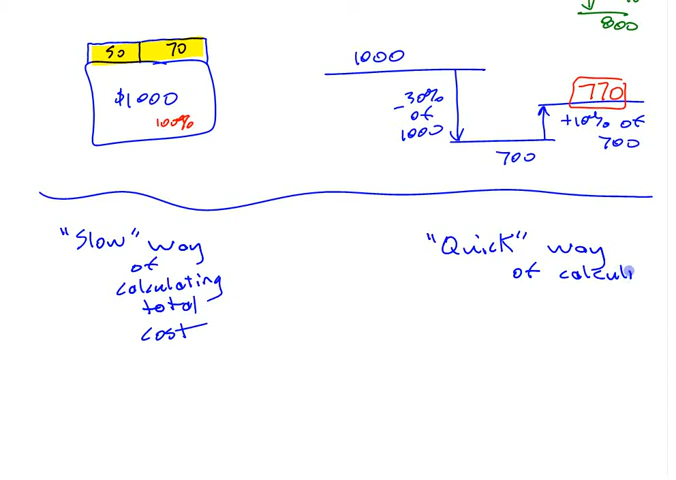 800
50 70
$1000
100%
1000
-30%
of
1000
700
770
+10% of
700
"Slow" way
of
calculating
total
cost
"Quick" way
of calcul